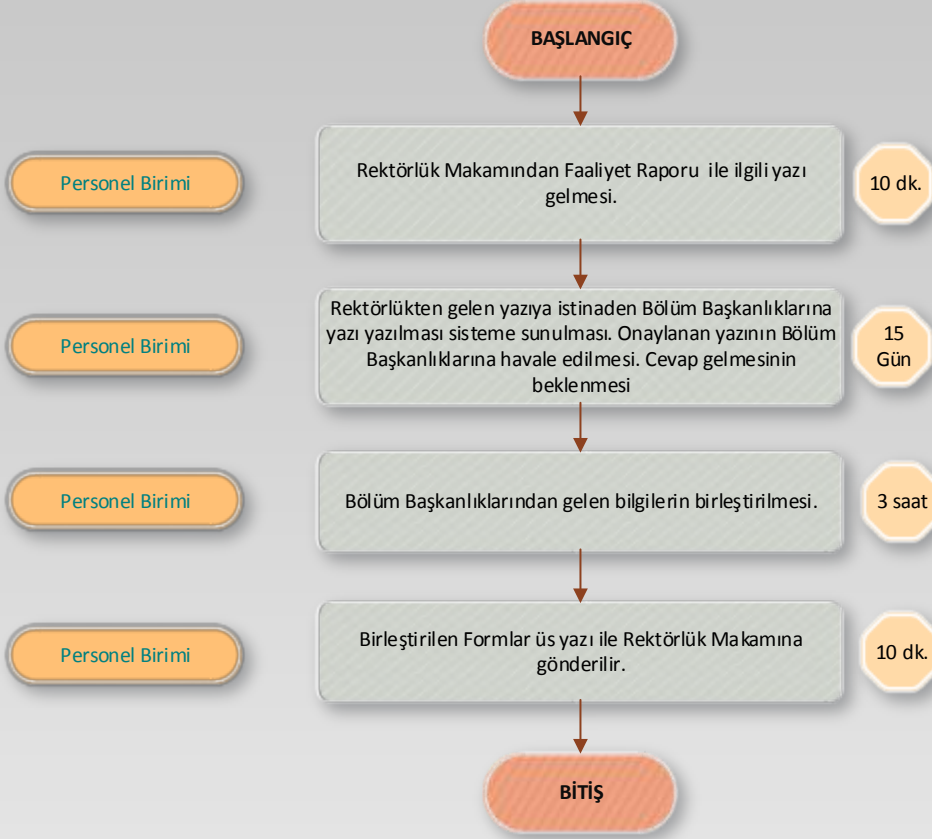 BAŞLANGIÇ
Personel Birimi
Rektörlük Makamından Faaliyet Raporu ile ilgili yazı
gelmesi.
10 dk.
Personel Birimi
Rektörlükten gelen yazıya istinaden Bölüm Başkanlıklarına
yazı yazılması sisteme sunulması. Onaylanan yazının Bölüm
Başkanlıklarına havale edilmesi. Cevap gelmesinin
beklenmesi
15
Gün
Personel Birimi
Bölüm Başkanlıklarından gelen bilgilerin birleştirilmesi.
3 saat
Personel Birimi
Birleştirilen Formlar üs yazı ile Rektörlük Makamına
gönderilir.
10 dk.
BİTİŞ